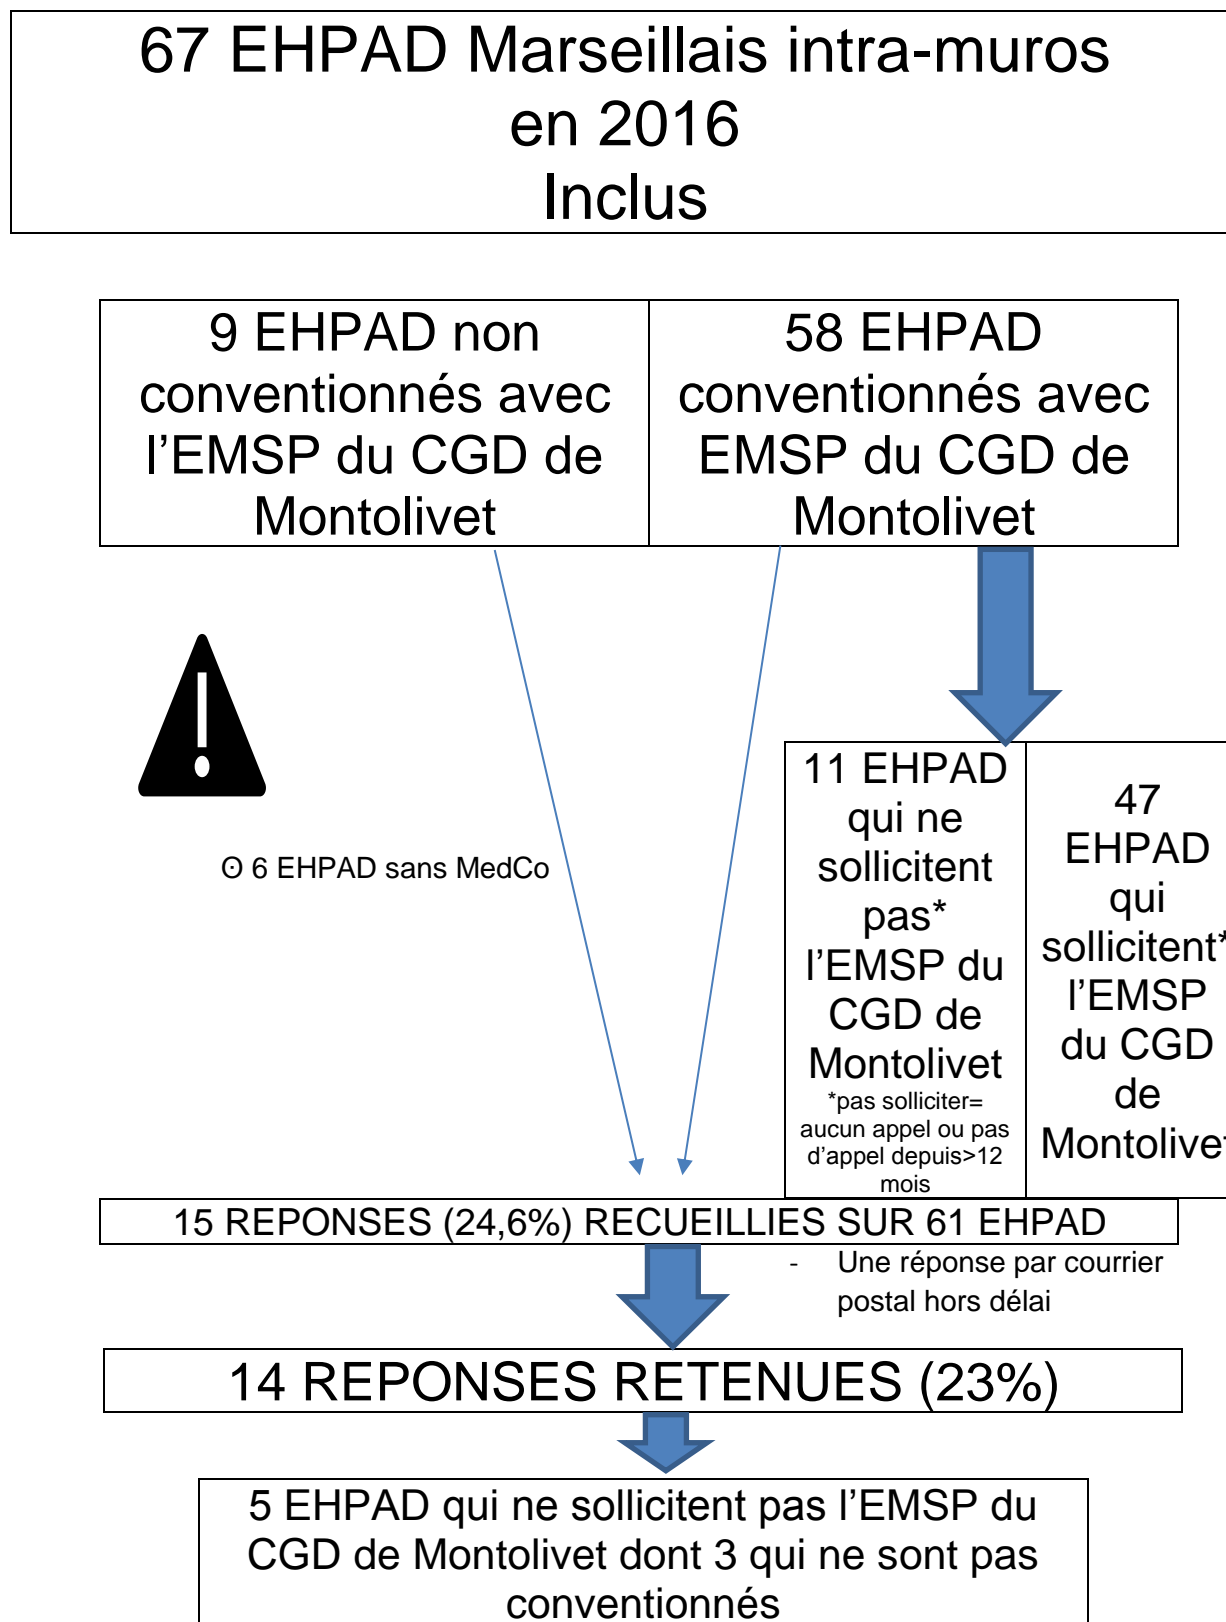 67 EHPAD Marseillais intra-muros
en 2016
Inclus
9 EHPAD non
conventionnés avec
l’EMSP du CGD de
Montolivet
58 EHPAD
conventionnés avec
EMSP du CGD de
Montolivet
ʘ 6 EHPAD sans MedCo
11 EHPAD
qui ne
sollicitent
pas*
l’EMSP du
CGD de
Montolivet
*pas solliciter=
aucun appel ou pas
d’appel depuis>12
mois
47
EHPAD
qui
sollicitent*
l’EMSP
du CGD
de
Montolivet
15 REPONSES (24,6%) RECUEILLIES SUR 61 EHPAD
- Une réponse par courrier
postal hors délai
14 REPONSES RETENUES (23%)
5 EHPAD qui ne sollicitent pas l’EMSP du
CGD de Montolivet dont 3 qui ne sont pas
conventionnés